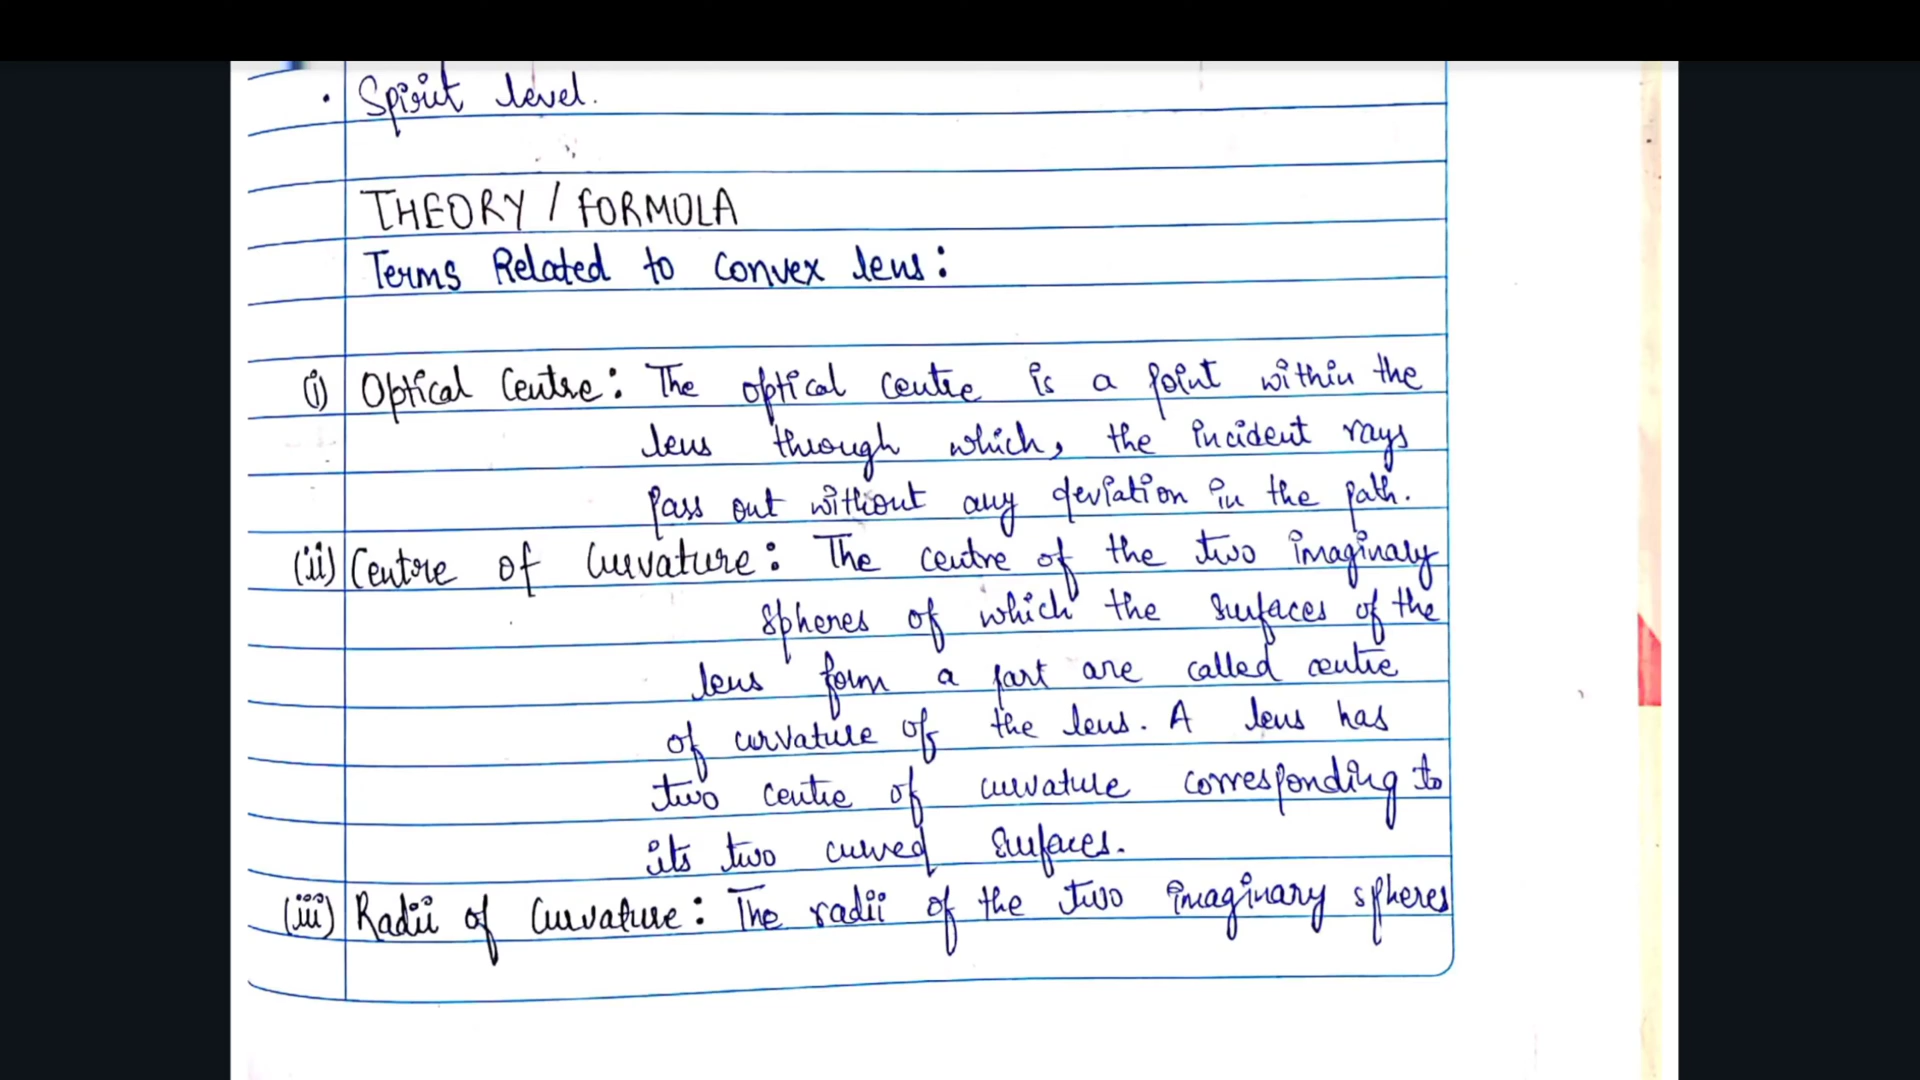 • Spirit level.
THEORY / FORMOLA
Terms Related to convex lens:
(i) Optical Centre: The optical centre is a point within the
lens through which, the incident rays
pass out without any deviation in the path.
(ii) Centre of Curvature: The centre of the two imaginary
spheres of which the surfaces of the
lens form a part are called centre
of curvature of the lens. A lens has
two centre of curvature corresponding to
its two curved surfaces.
(iii) Radii of Curvature: The radii of the two imaginary spheres